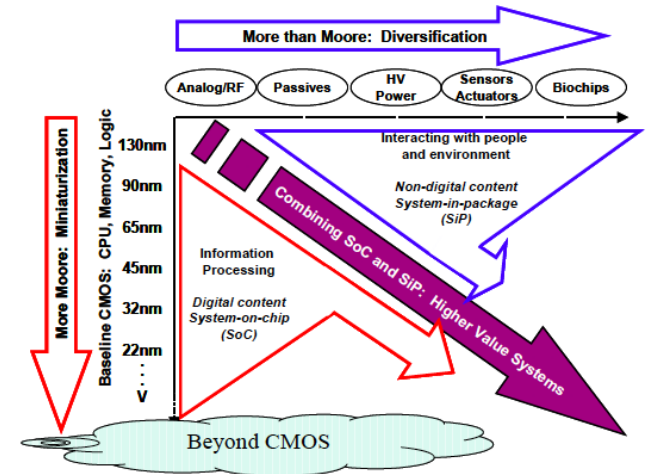 More than Moore: Diversification
Analog/RF
Passives
HV
Power
Sensors
Actuators
Biochips
More Moore: Miniaturization
Baseline CMOS: CPU, Memory, Logic
130nm
90nm
65nm
45nm
32nm
22nm
.
.
.
V
Interacting with people
and environment
Non-digital content
System-in-package
(SiP)
Combining SoC and SiP: Higher Value Systems
Information
Processing
Digital content
System-on-chip
(SoC)
Beyond CMOS